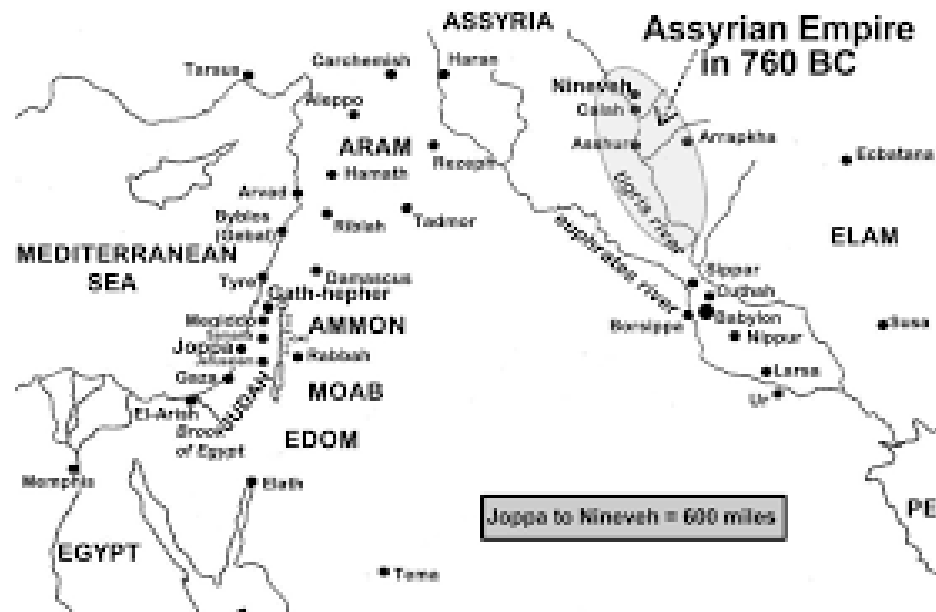 ASSYRIA
Assyrian Empire
in 760 BC
Tarsus
Carchemish
Haran
Nineveh
Calah
Aleppo
Asshur
Arrapkha
ARAM
Rezeph
Ecbatana
Hamath
Arvad
Tigris river
Byblos
(Gebal)
Riblah
Tadmor
ELAM
MEDITERRANEAN
SEA
euphrates river
Tyre
Damascus
Sippar
Cuthah
Gath-hepher
Megiddo
AMMON
Borsippa
Babylon
Susa
Samaria
Nippur
Joppa
Jerusalem
Rabbah
Gaza
Larsa
JUDAH
MOAB
Ur
El-Arish
Brook
of Egypt
EDOM
Memphis
Elath
Joppa to Nineveh = 600 miles
PE
EGYPT
Tema